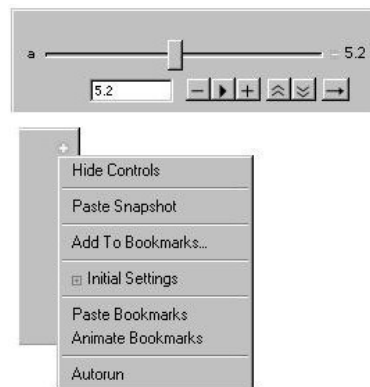 a = 5.2
5.2
Hide Controls
Paste Snapshot
Add To Bookmarks...
Initial Settings
Paste Bookmarks
Animate Bookmarks
Autorun